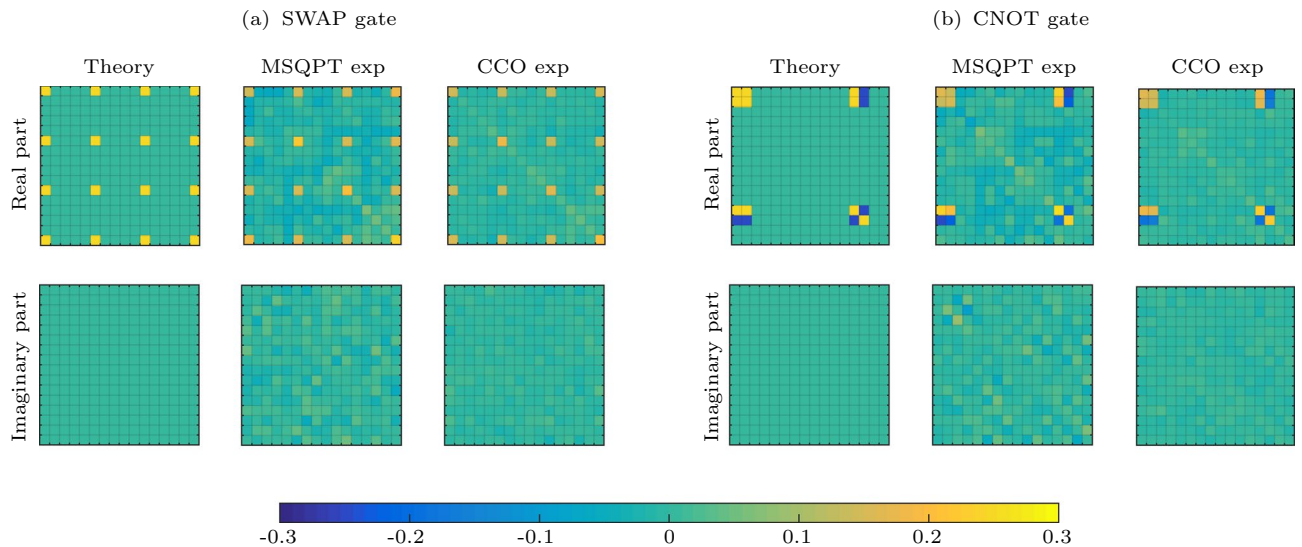 (a) SWAP gate
(b) CNOT gate
Theory
MSQPT exp
CCO exp
Theory
MSQPT exp
CCO exp
Real part
Real part
Imaginary part
Imaginary part
-0.3
-0.2
-0.1
0
0.1
0.2
0.3